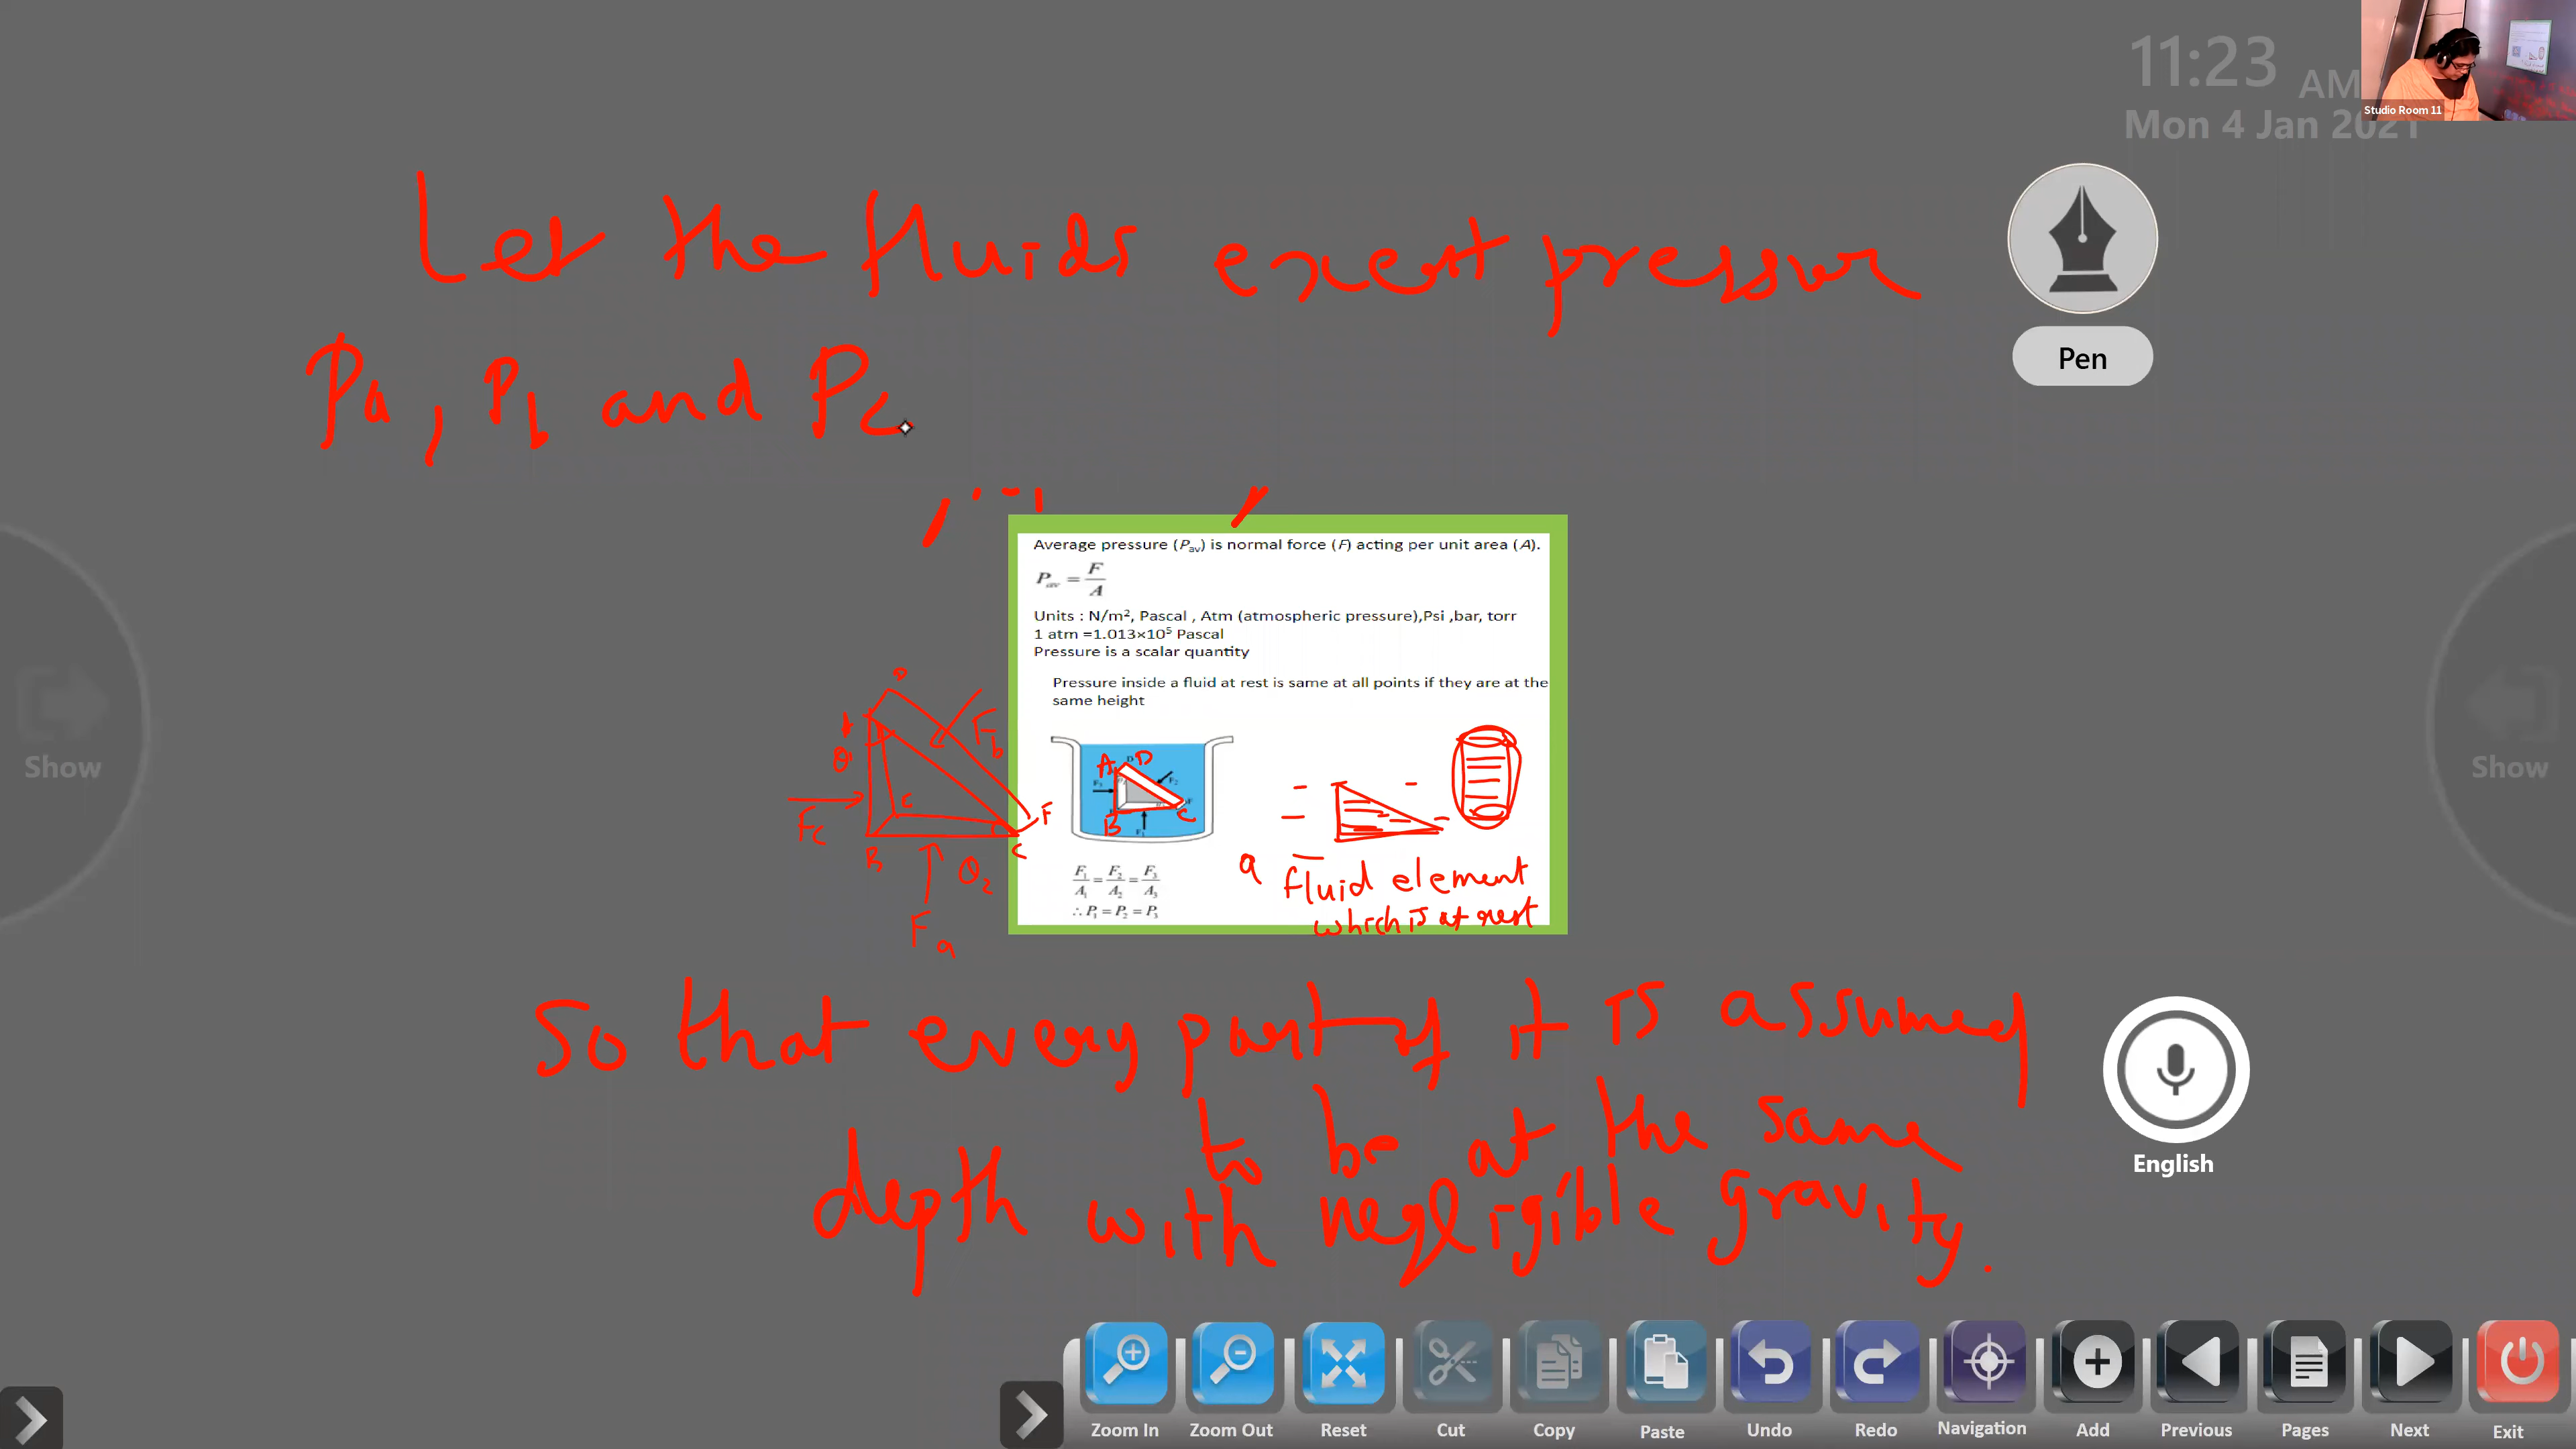 11:23 AM
Mon 4 Jan 2021
Studio Room 11
Let the fluids exert pressur
Pen
Pa, Pb and Pc
Average pressure (Pav) is normal force (F) acting per unit area (A).
Pav = F/A
Units : N/m², Pascal , Atm (atmospheric pressure),Psi ,bar, torr
1 atm =1.013×10⁵ Pascal
Pressure is a scalar quantity
Pressure inside a fluid at rest is same at all points if they are at the
same height
D
Fb
θ
C
F
Fc
B
C
θ2
Fa
A D
F3
F2
B
C
F1
F1/A1 = F2/A2 = F3/A3
∴ P1 = P2 = P3
a fluid element
which is at rest
Show
Show
So that every part of it is assumed
to be at the same
depth with negligible gravity.
English
Zoom In
Zoom Out
Reset
Cut
Copy
Paste
Undo
Redo
Navigation
Add
Previous
Pages
Next
Exit